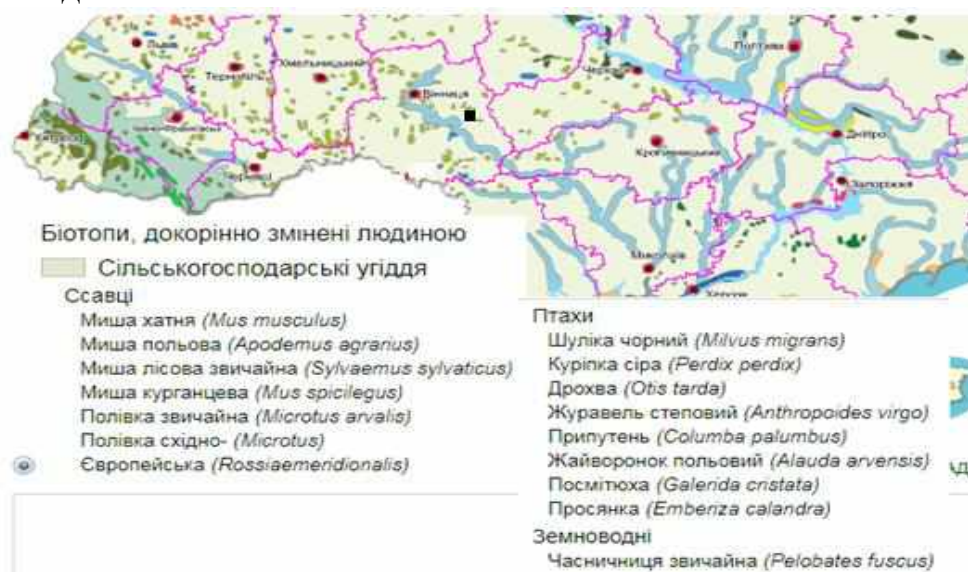 Львів
Тернопіль
Хмельницький
Вінниця
Полтава
Дніпро
Кропивницький
Запоріжжя
Миколаїв
Херсон
Біотопи, докорінно змінені людиною
Сільськогосподарські угіддя
Ссавці
Миша хатня (Mus musculus)
Миша польова (Apodemus agrarius)
Миша лісова звичайна (Sylvaemus sylvaticus)
Миша курганцева (Mus spicilegus)
Полівка звичайна (Microtus arvalis)
Полівка східно- (Microtus)
Європейська (Rossiaemeridionalis)
Птахи
Шуліка чорний (Milvus migrans)
Куріпка сіра (Perdix perdix)
Дрохва (Otis tarda)
Журавель степовий (Anthropoides virgo)
Припутень (Columba palumbus)
Жайворонок польовий (Alauda arvensis)
Посмітюха (Galerida cristata)
Просянка (Emberiza calandra)
Земноводні
Часничниця звичайна (Pelobates fuscus)